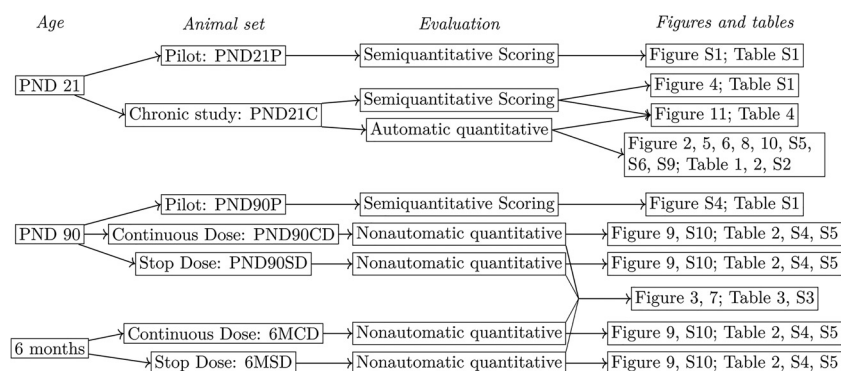 Age Animal set Evaluation Figures and tables
Pilot: PND21P Semiquantitative Scoring Figure S1; Table S1
PND 21
Figure 4; Table S1
Semiquantitative Scoring
Chronic study: PND21C Figure 11; Table 4
Automatic quantitative
Figure 2, 5, 6, 8, 10, S5,
S6, S9; Table 1, 2, S2
Pilot: PND90P Semiquantitative Scoring Figure S4; Table S1
PND 90 Continuous Dose: PND90CD Nonautomatic quantitative Figure 9, S10; Table 2, S4, S5
Stop Dose: PND90SD Nonautomatic quantitative Figure 9, S10; Table 2, S4, S5
Figure 3, 7; Table 3, S3
Continuous Dose: 6MCD Nonautomatic quantitative Figure 9, S10; Table 2, S4, S5
6 months
Stop Dose: 6MSD Nonautomatic quantitative Figure 9, S10; Table 2, S4, S5